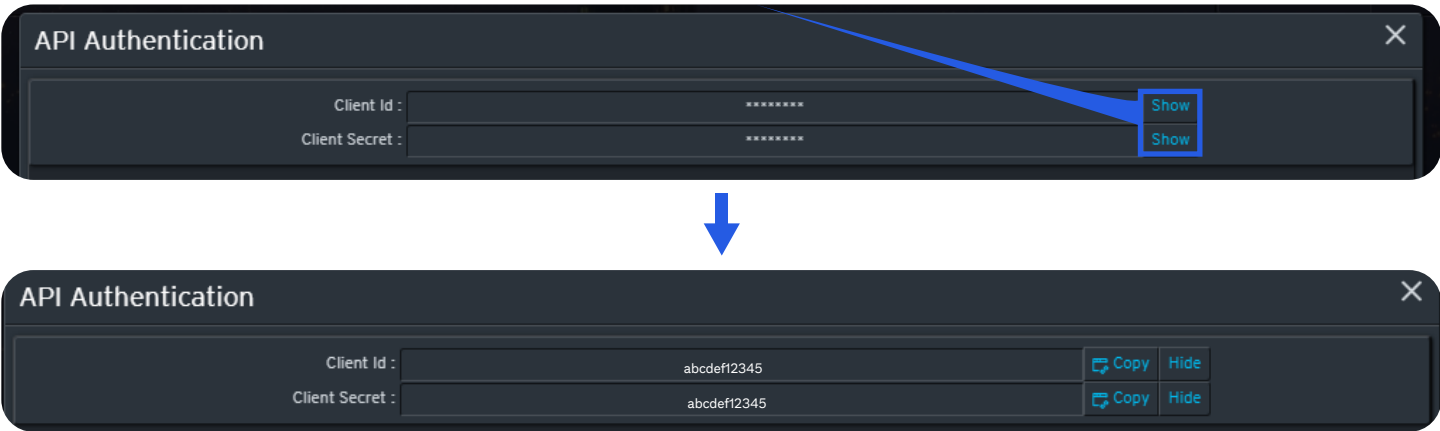 API Authentication
Client Id : ******** Show
Client Secret : ******** Show
API Authentication
Client Id : abcdef12345 Copy Hide
Client Secret : abcdef12345 Copy Hide